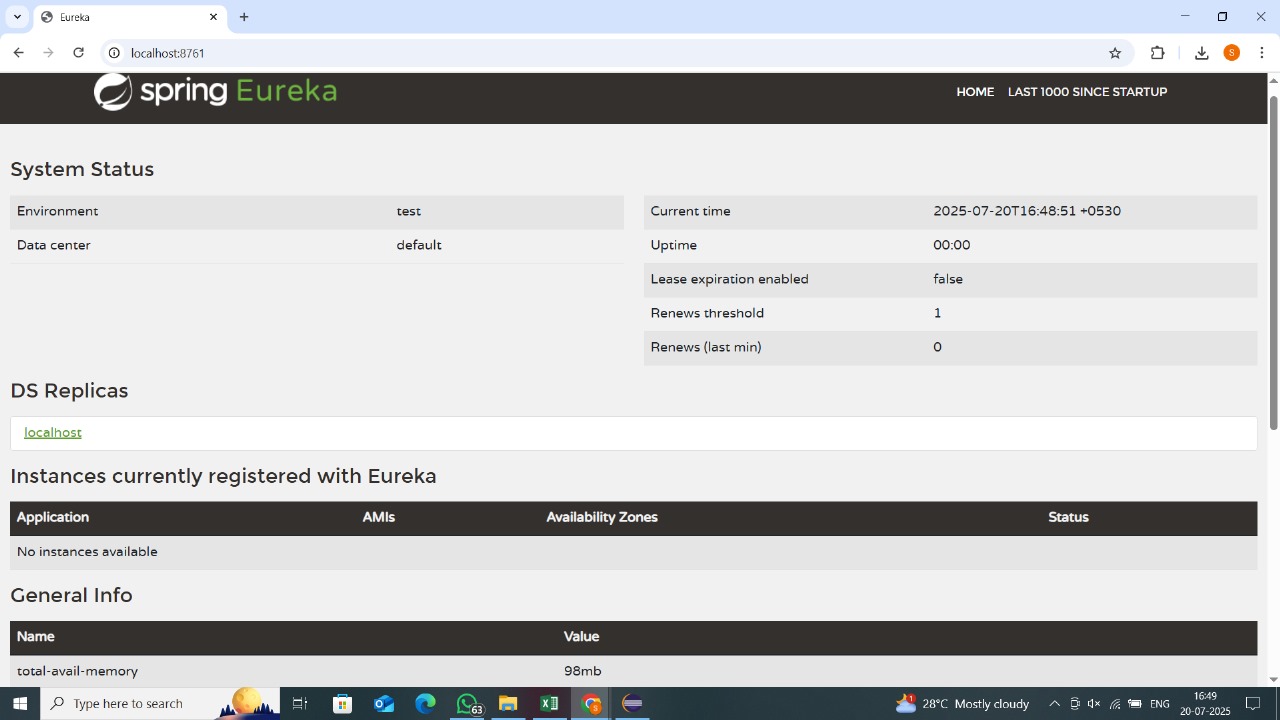 Eureka
localhost:8761
S
spring Eureka
HOME LAST 1000 SINCE STARTUP
System Status
Environment test
Data center default
Current time 2025-07-20T16:48:51 +0530
Uptime 00:00
Lease expiration enabled false
Renews threshold 1
Renews (last min) 0
DS Replicas
localhost
Instances currently registered with Eureka
Application AMIs Availability Zones Status
No instances available
General Info
Name Value
total-avail-memory 98mb
Type here to search
63
S
1
28°C Mostly cloudy
ENG
16:49
20-07-2025